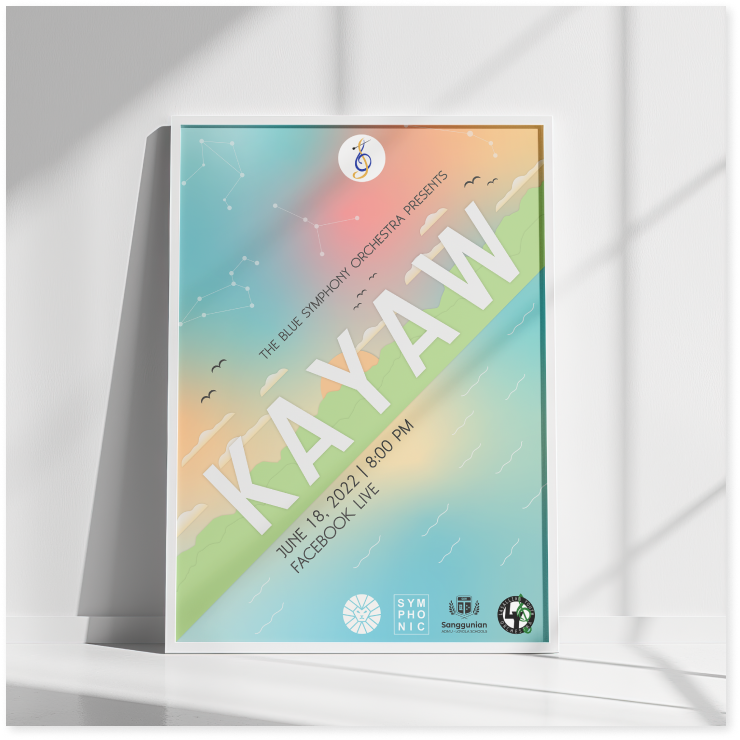 THE BLUE SYMPHONY ORCHESTRA PRESENTS
KAYAW
JUNE 18, 2022 | 8:00 PM
FACEBOOK LIVE
SYM
PHO
NIC
Sanggunian